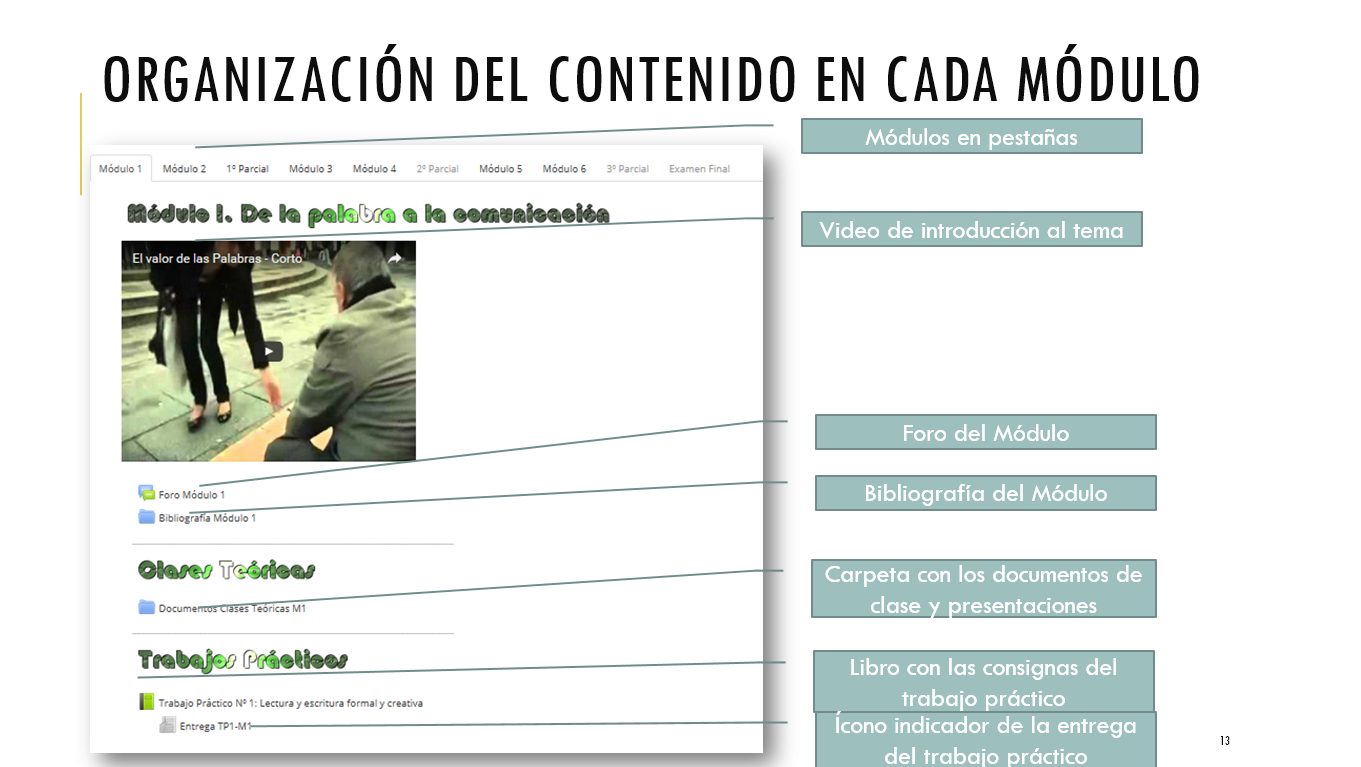 ORGANIZACIÓN DEL CONTENIDO EN CADA MÓDULO
Módulos en pestañas
Módulo 1 Módulo 2 1º Parcial Módulo 3 Módulo 4 2º Parcial Módulo 5 Módulo 6 3º Parcial Examen Final
Módulo I. De la palabra a la comunicación
Video de introducción al tema
El valor de las Palabras - Corto
Foro del Módulo
Foro Módulo 1
Bibliografía del Módulo
Bibliografía Módulo 1
Clases Teóricas
Carpeta con los documentos de
clase y presentaciones
Documentos Clases Teóricas M1
Trabajos Prácticos
Libro con las consignas del
trabajo práctico
Trabajo Práctico Nº 1: Lectura y escritura formal y creativa
Entrega TP1-M1
Ícono indicador de la entrega
del trabajo práctico
13